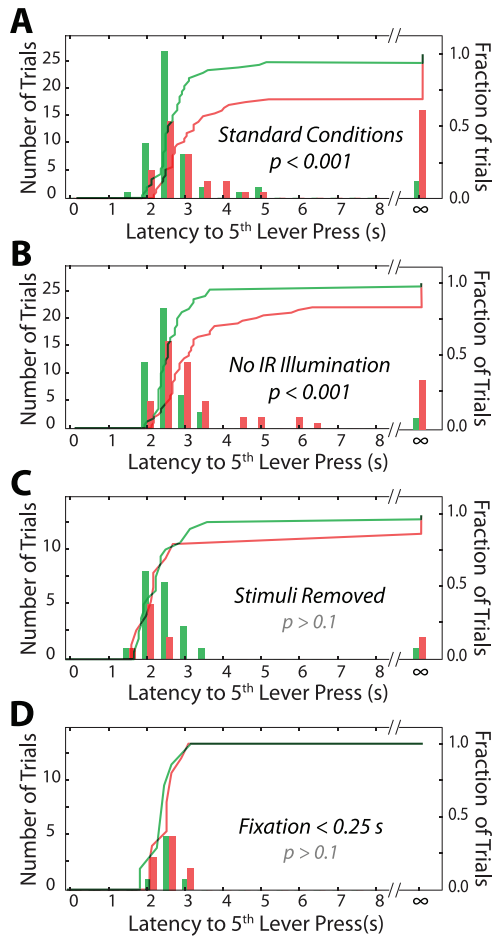 A
Number of Trials
25
20
15
10
5
0
Standard Conditions
p < 0.001
1.0
0.5
0.0
Fraction of trials
0 1 2 3 4 5 6 7 8 ∞
Latency to 5th Lever Press (s)
B
Number of Trials
25
20
15
10
5
0
No IR Illumination
p < 0.001
1.0
0.5
0.0
Fraction of Trials
0 1 2 3 4 5 6 7 8 ∞
Latency to 5th Lever Press (s)
C
Number of Trials
10
5
0
Stimuli Removed
p > 0.1
1.0
0.5
0.0
Fraction of Trials
0 1 2 3 4 5 6 7 8 ∞
Latency to 5th Lever Press (s)
D
Number of Trials
10
5
0
Fixation < 0.25 s
p > 0.1
1.0
0.5
0.0
Fraction of Trials
0 1 2 3 4 5 6 7 8 ∞
Latency to 5th Lever Press(s)